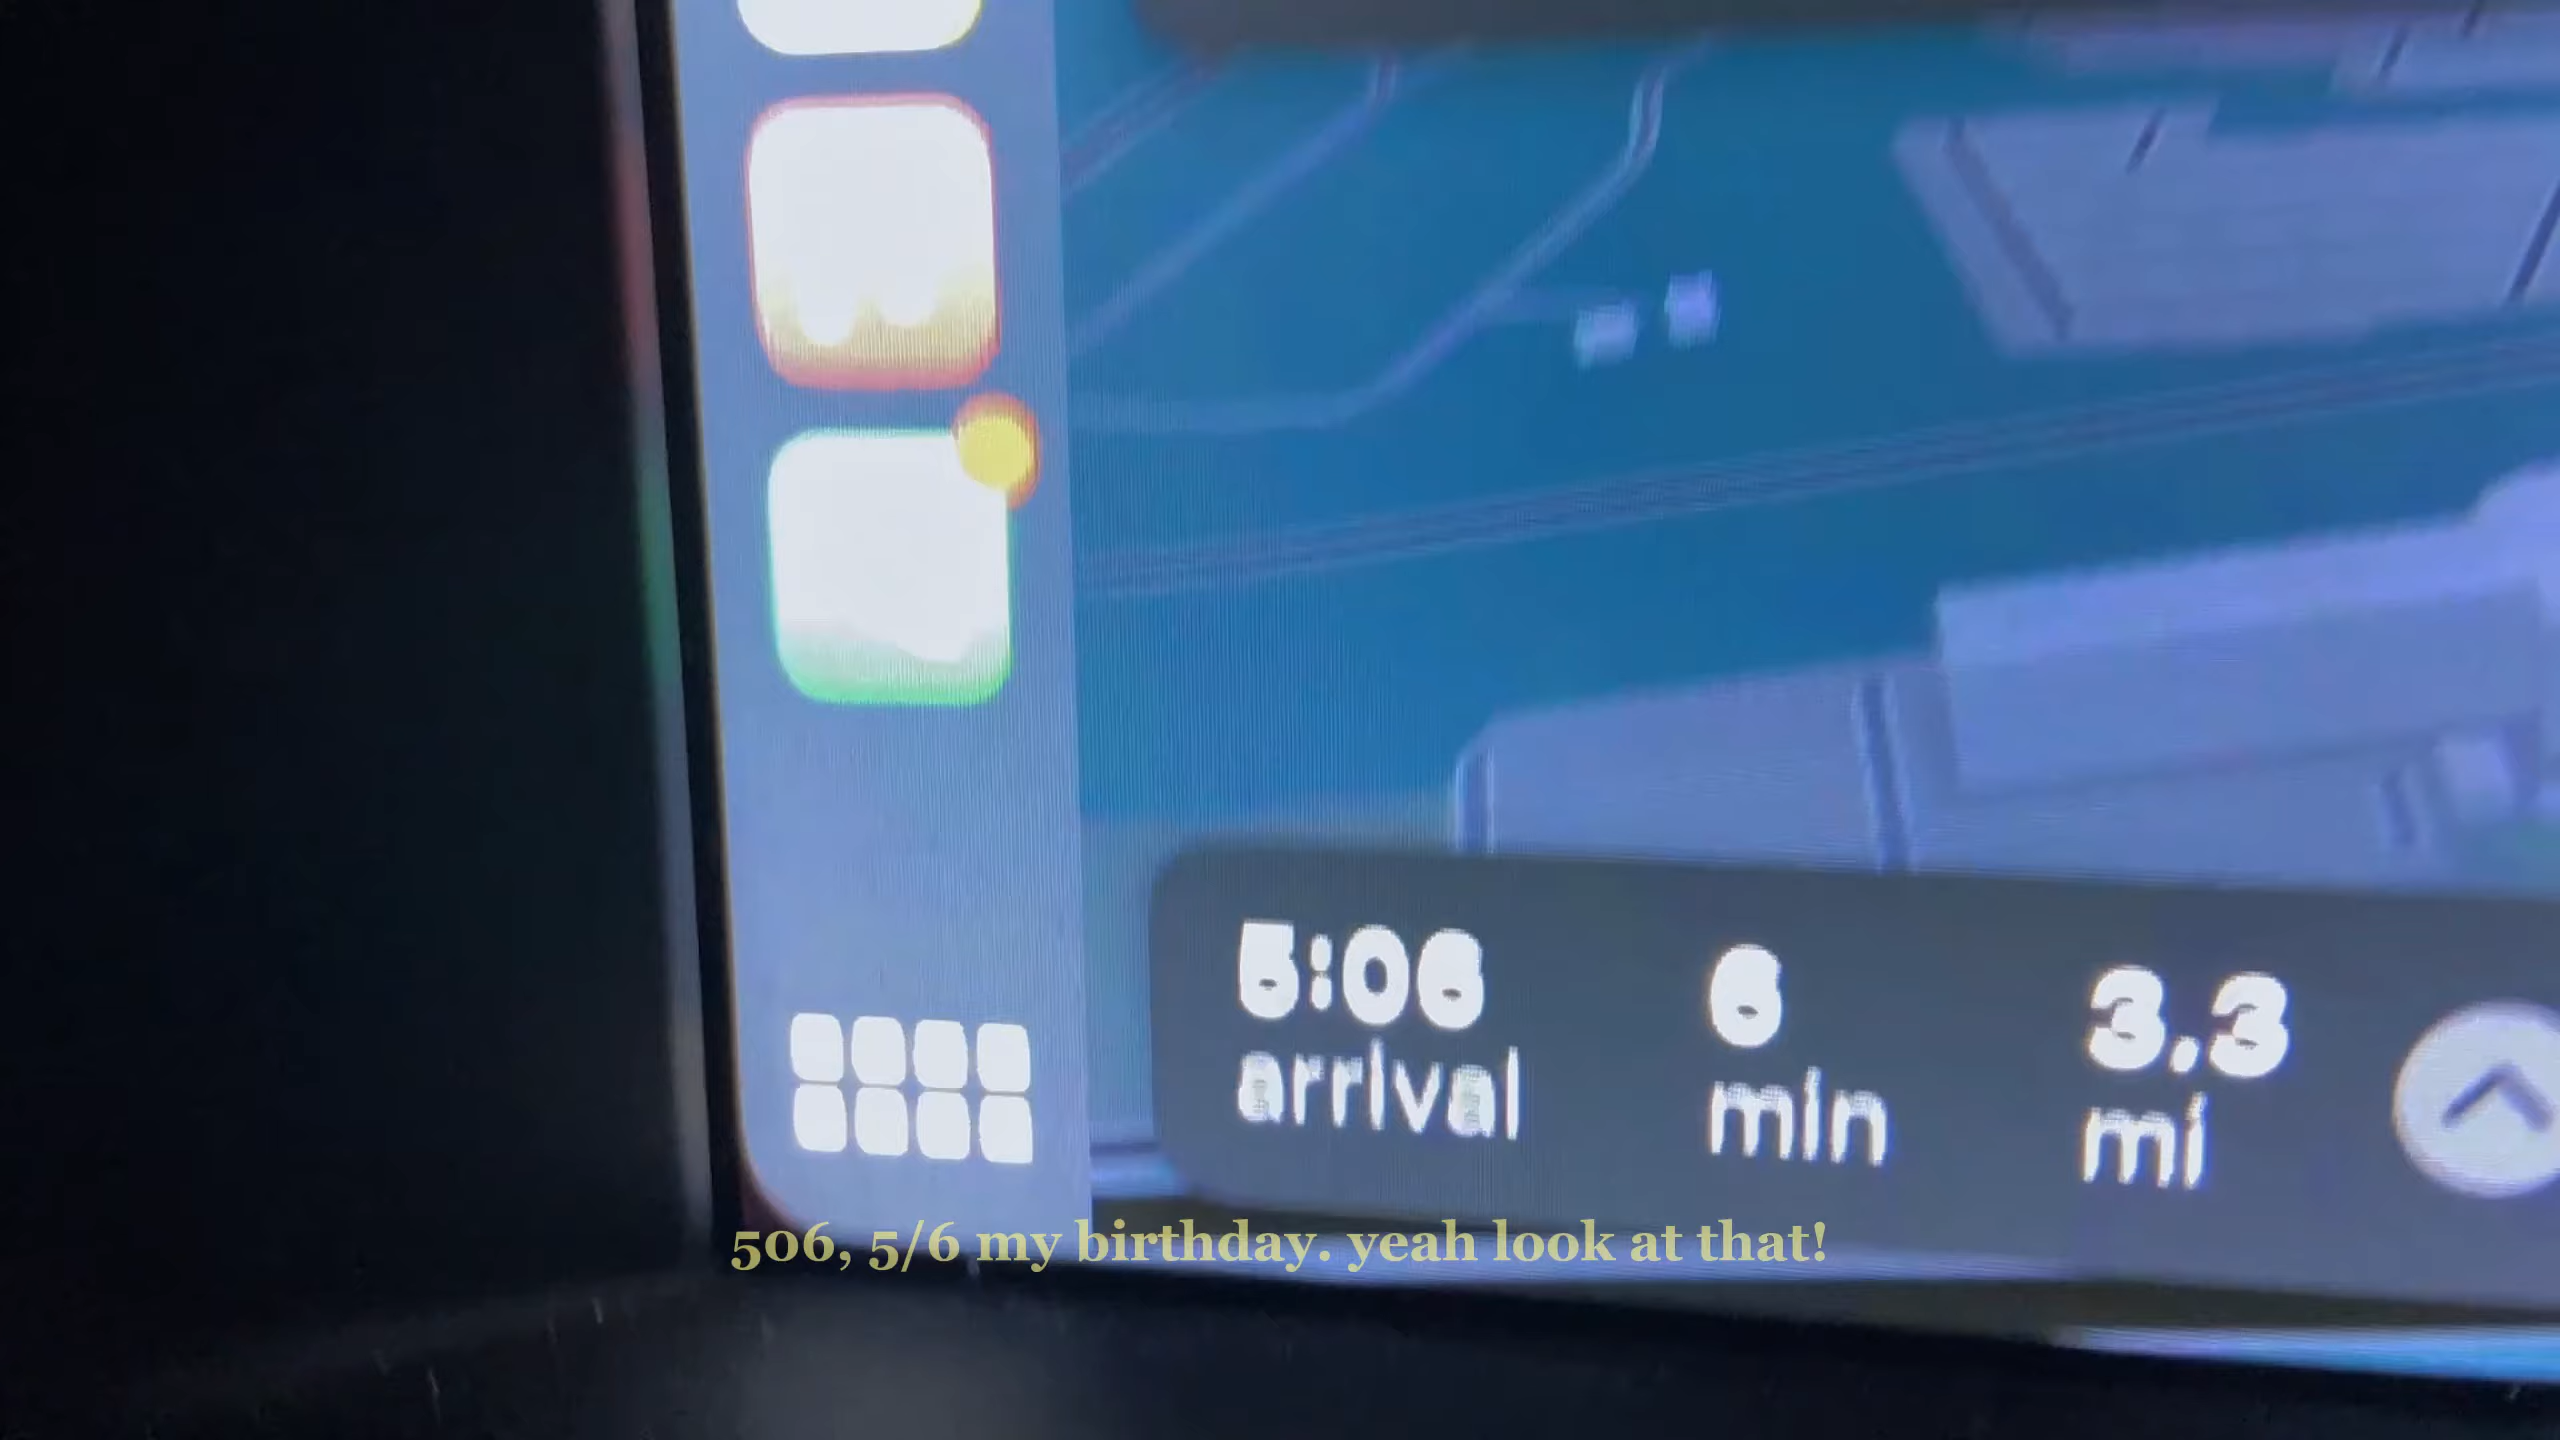 5:06 6 3.3
arrival min mi
506, 5/6 my birthday. yeah look at that!